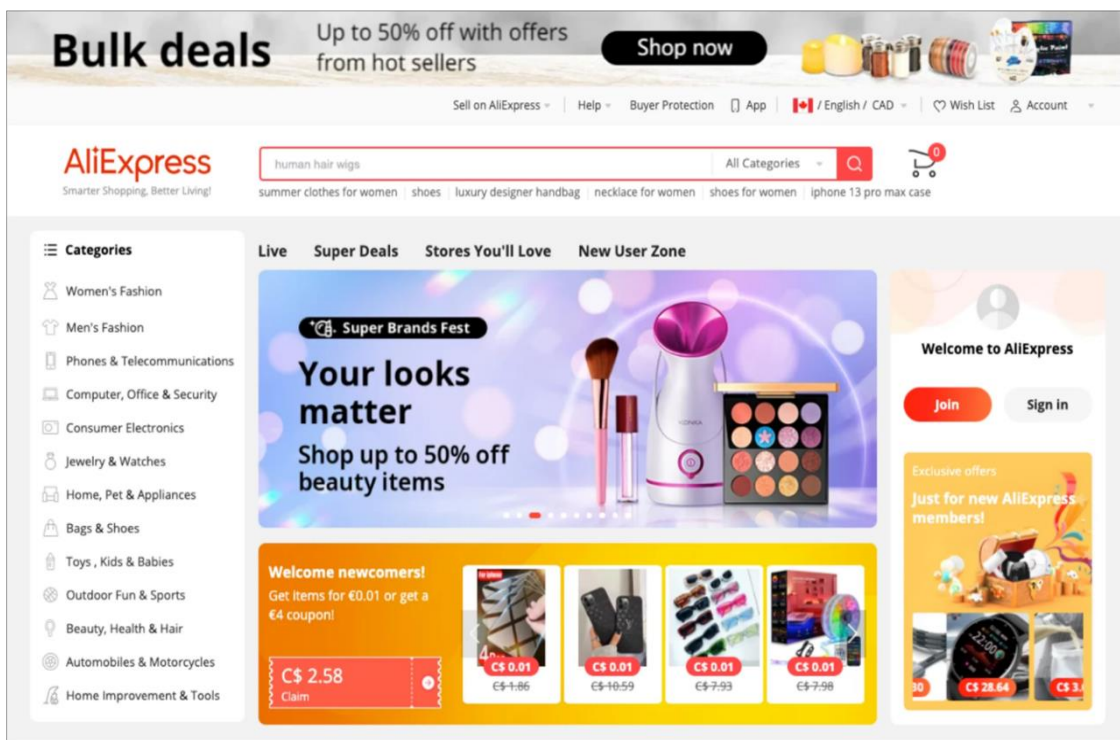 Bulk deals
Up to 50% off with offers
from hot sellers
Shop now
Sell on AliExpress
Help
Buyer Protection
App
/ English / CAD
Wish List
Account
AliExpress
Smarter Shopping, Better Living!
human hair wigs
All Categories
0
summer clothes for women
shoes
luxury designer handbag
necklace for women
shoes for women
iphone 13 pro max case
Categories
Women's Fashion
Men's Fashion
Phones & Telecommunications
Computer, Office & Security
Consumer Electronics
Jewelry & Watches
Home, Pet & Appliances
Bags & Shoes
Toys , Kids & Babies
Outdoor Fun & Sports
Beauty, Health & Hair
Automobiles & Motorcycles
Home Improvement & Tools
Live
Super Deals
Stores You'll Love
New User Zone
Super Brands Fest
Your looks
matter
Shop up to 50% off
beauty items
KONKA
Welcome newcomers!
Get items for €0.01 or get a
€4 coupon!
C$ 2.58
Claim
C$ 0.01
C$ 1.86
C$ 0.01
C$ 10.59
C$ 0.01
C$ 7.93
C$ 0.01
C$ 7.98
Welcome to AliExpress
Join
Sign in
Exclusive offers
Just for new AliExpress
members!
22:00
C$ 28.64